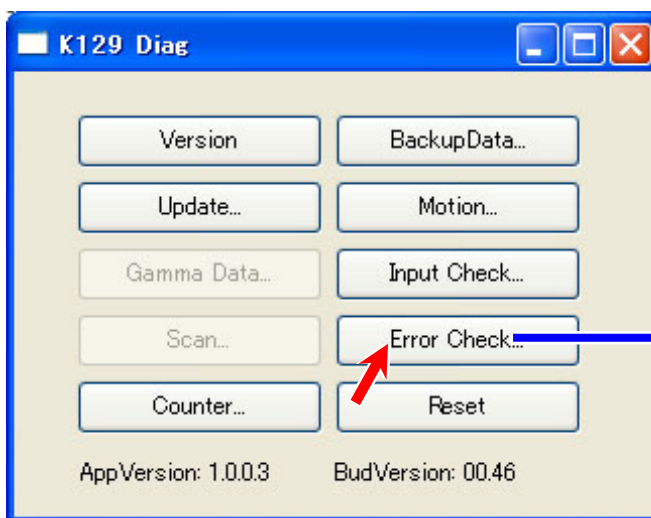 K129 Diag
Version BackupData...
Update... Motion...
Gamma Data... Input Check...
Scan... Error Check...
Counter... Reset
AppVersion: 1.0.0.3 BudVersion: 00.46